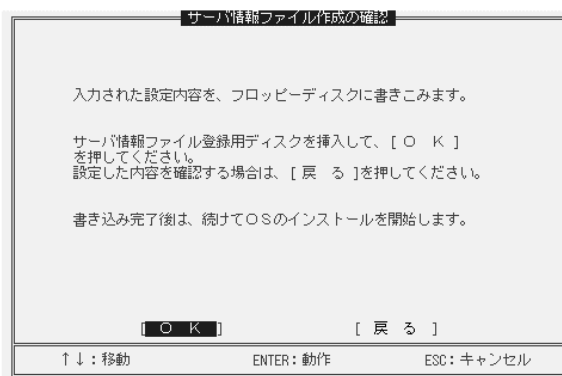 サーバ情報ファイル作成の確認
入力された設定内容を、フロッピーディスクに書きこみます。
サーバ情報ファイル登録用ディスクを挿入して、[ O K ]
を押してください。
設定した内容を確認する場合は、[ 戻 る ]を押してください。
書き込み完了後は、続けてOSのインストールを開始します。
[ O K ] [ 戻 る ]
↑↓:移動 ENTER:動作 ESC:キャンセル